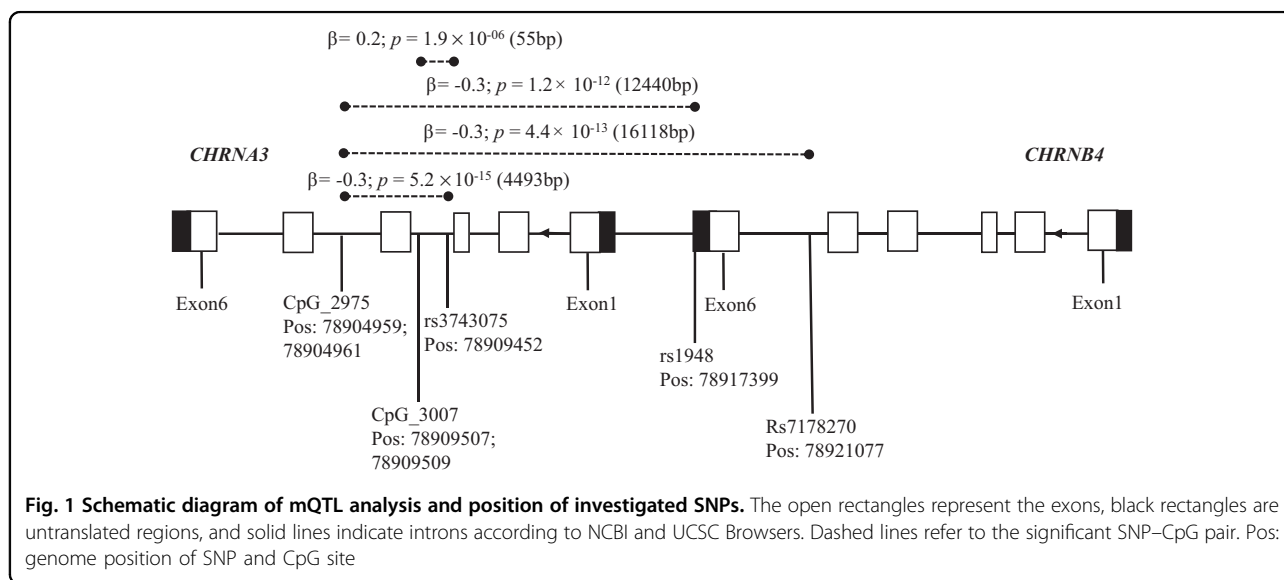 β= 0.2; p = 1.9 × 10-06 (55bp)
β= -0.3; p = 1.2 × 10-12 (12440bp)
β= -0.3; p = 4.4 × 10-13 (16118bp)
CHRNA3
CHRNB4
β= -0.3; p = 5.2 × 10-15 (4493bp)
Exon6
CpG_2975
Pos: 78904959;
78904961
rs3743075
Pos: 78909452
Exon1
Exon6
Exon1
rs1948
Pos: 78917399
CpG_3007
Pos: 78909507;
78909509
Rs7178270
Pos: 78921077
Fig. 1 Schematic diagram of mQTL analysis and position of investigated SNPs. The open rectangles represent the exons, black rectangles are
untranslated regions, and solid lines indicate introns according to NCBI and UCSC Browsers. Dashed lines refer to the significant SNP–CpG pair. Pos:
genome position of SNP and CpG site